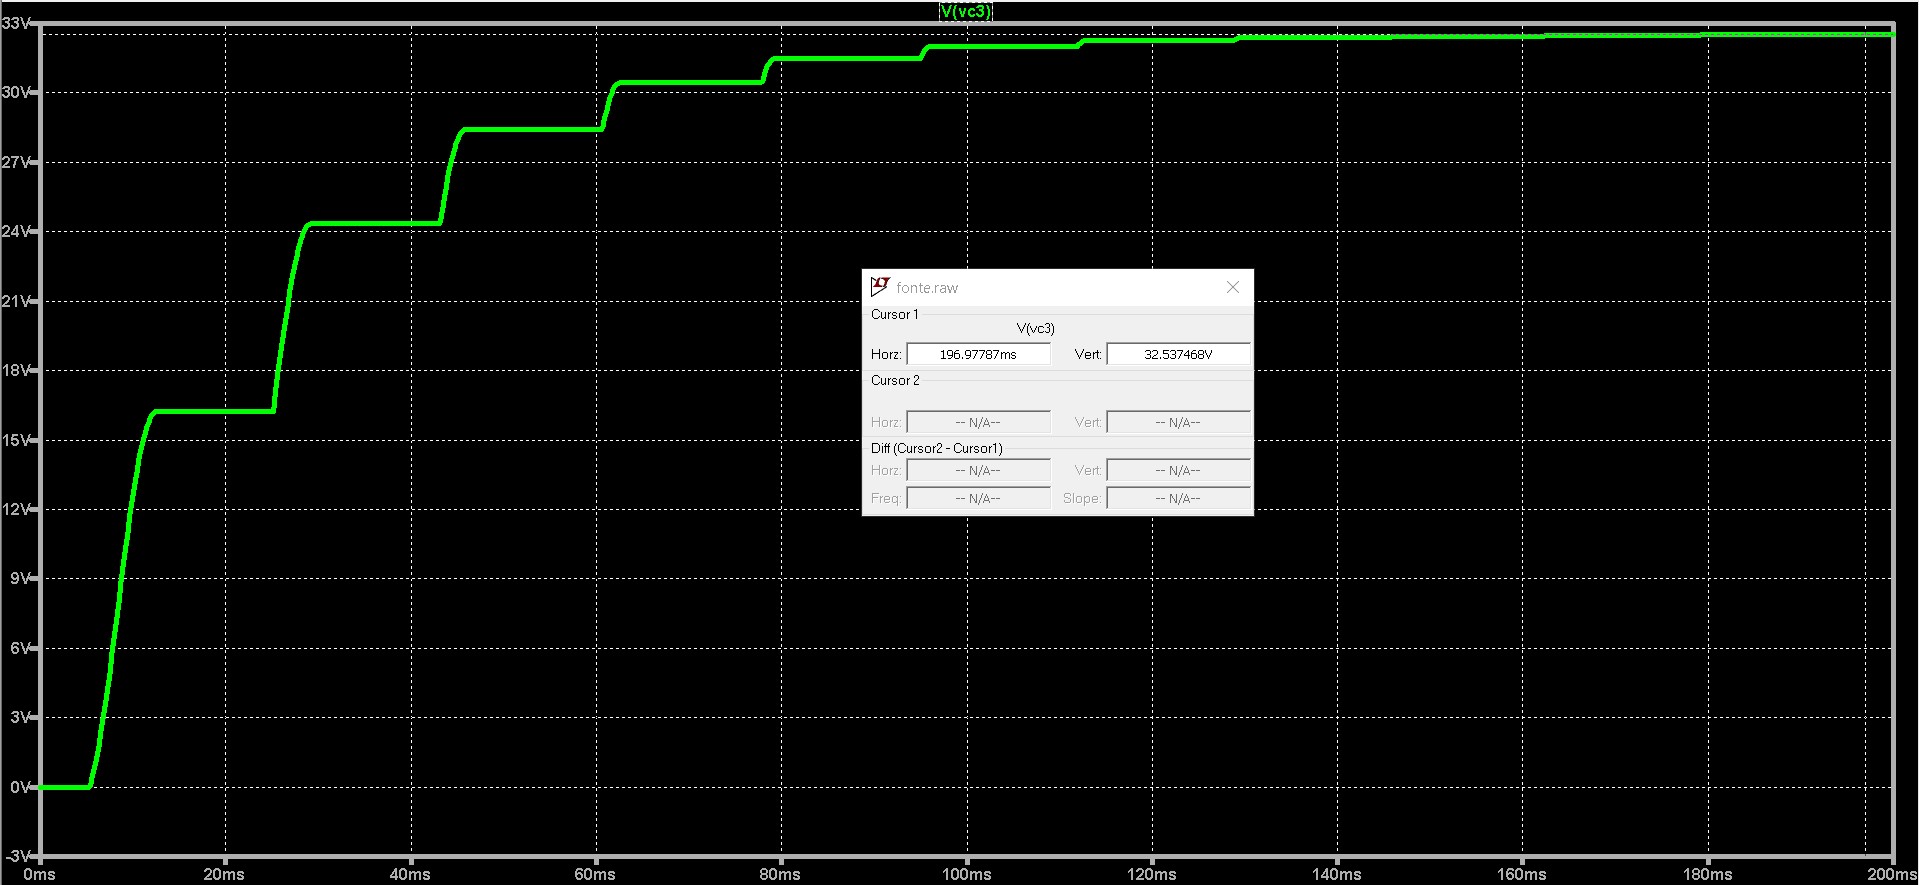 V(vc3)
33V
30V
27V
24V
21V
18V
15V
12V
9V
6V
3V
0V
-3V
fonte.raw
Cursor 1
V(vc3)
Horz: 196.97787ms Vert: 32.537468V
Cursor 2
Horz: -- N/A-- Vert: -- N/A--
Diff (Cursor2 - Cursor1)
Horz: -- N/A-- Vert: -- N/A--
Freq: -- N/A-- Slope: -- N/A--
0ms 20ms 40ms 60ms 80ms 100ms 120ms 140ms 160ms 180ms 200ms